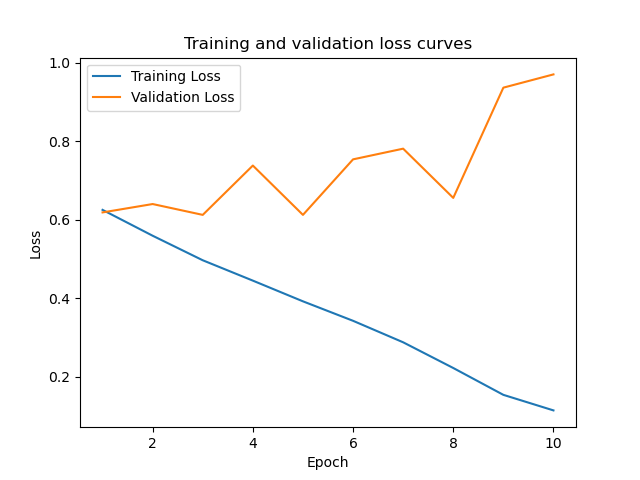 Training and validation loss curves
1.0
0.8
0.6
0.4
0.2
Loss
Training Loss
Validation Loss
2
4
6
8
10
Epoch